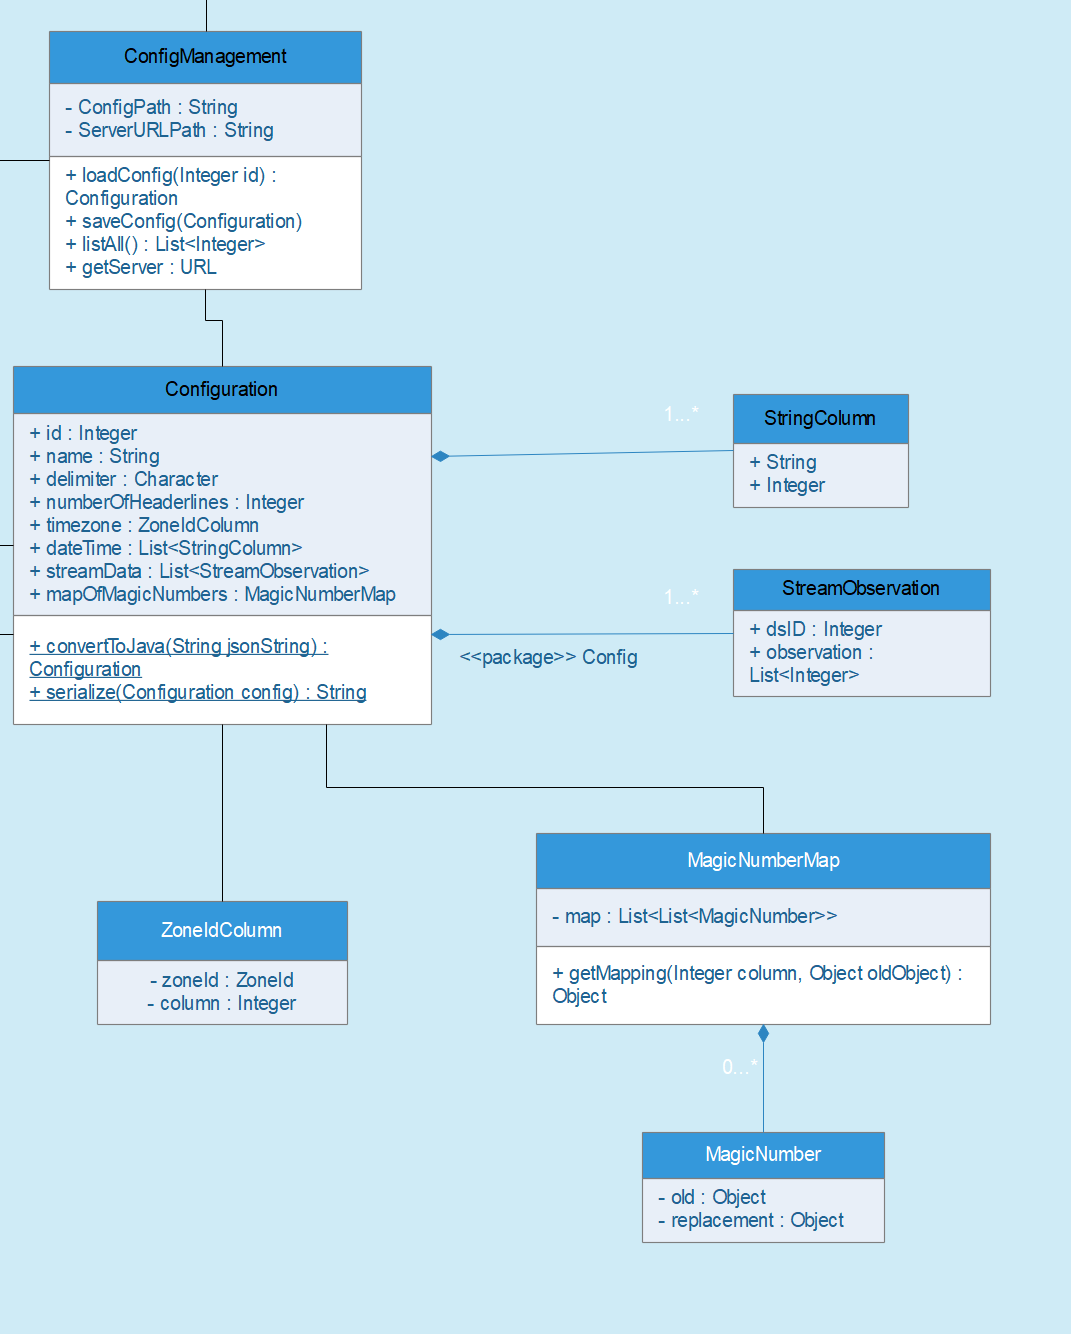 ConfigManagement
- ConfigPath : String
- ServerURLPath : String
+ loadConfig(Integer id) :
Configuration
+ saveConfig(Configuration)
+ listAll() : List<Integer>
+ getServer : URL
Configuration
+ id : Integer
+ name : String
+ delimiter : Character
+ numberOfHeaderlines : Integer
+ timezone : ZoneIdColumn
+ dateTime : List<StringColumn>
+ streamData : List<StreamObservation>
+ mapOfMagicNumbers : MagicNumberMap
+ convertToJava(String jsonString) :
Configuration
+ serialize(Configuration config) : String
1...*
StringColumn
+ String
+ Integer
1...*
<<package>> Config
StreamObservation
+ dsID : Integer
+ observation :
List<Integer>
ZoneIdColumn
- zoneId : ZoneId
- column : Integer
MagicNumberMap
- map : List<List<MagicNumber>>
+ getMapping(Integer column, Object oldObject) :
Object
0...*
MagicNumber
- old : Object
- replacement : Object